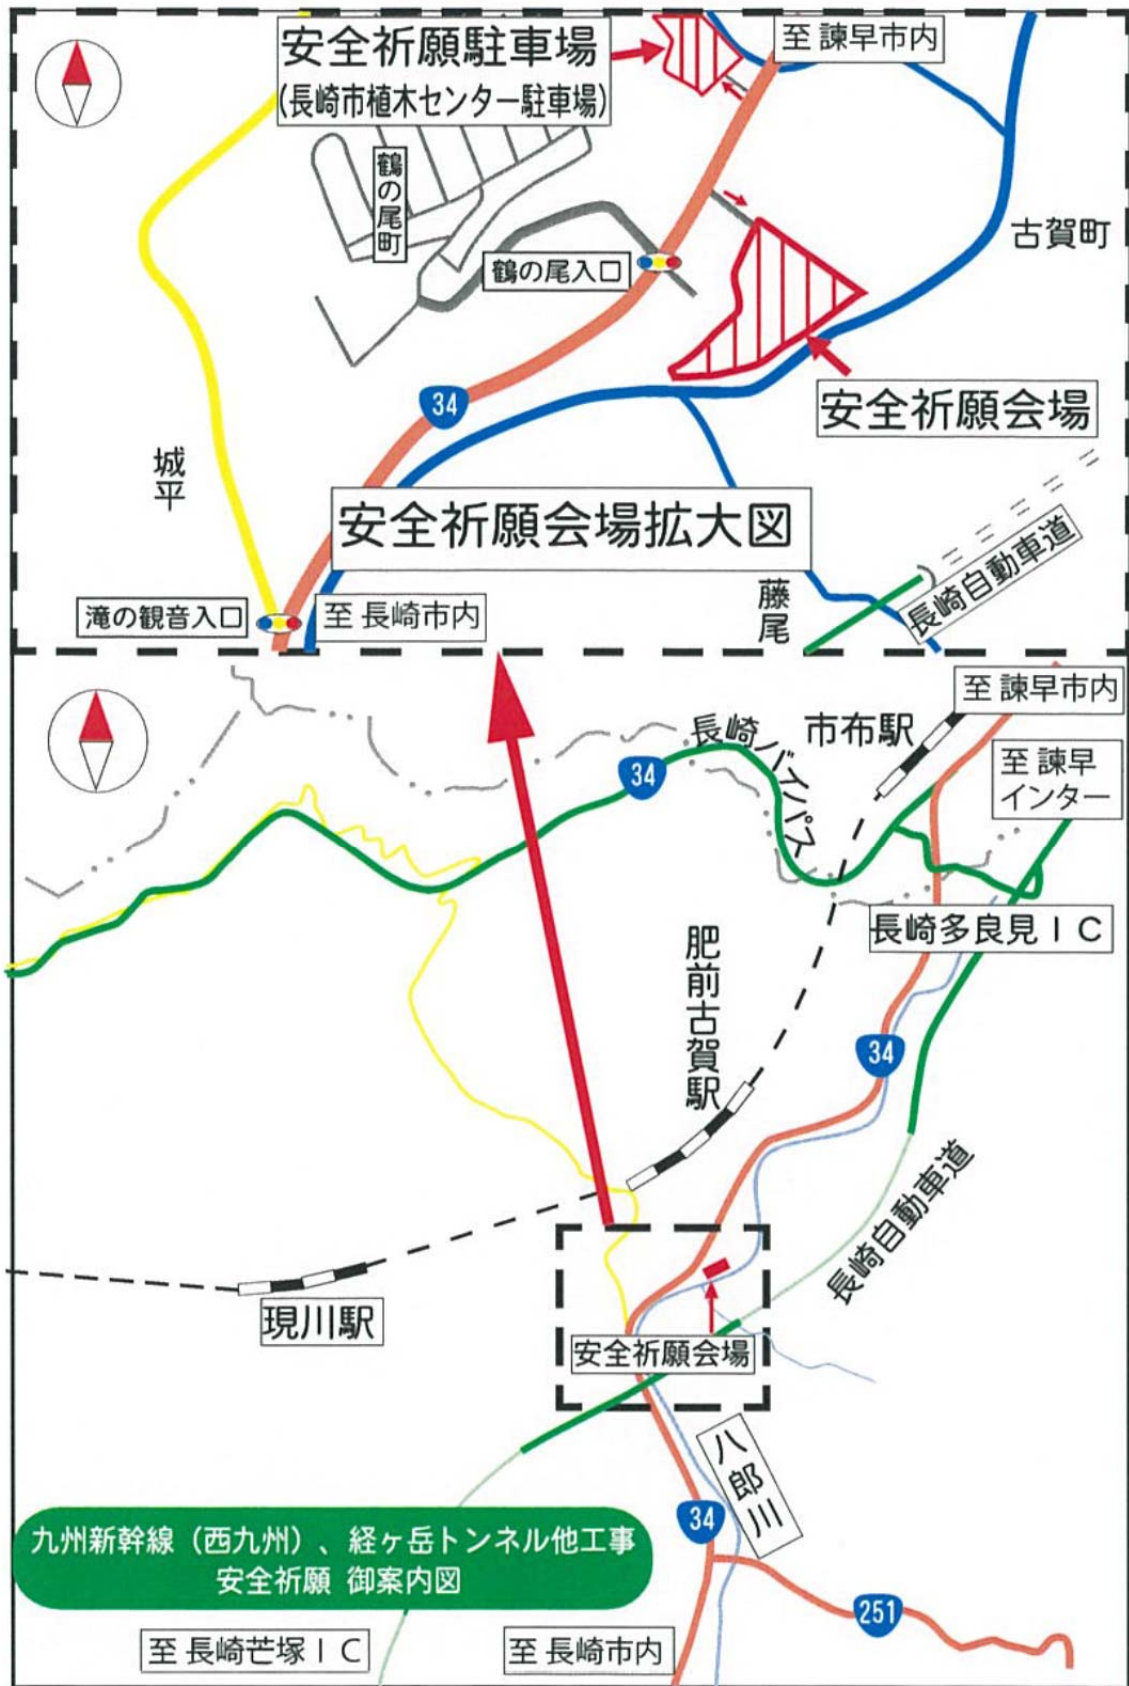 安全祈願駐車場
(長崎市植木センター駐車場)
至 諫早市内
鶴の尾町
古賀町
鶴の尾入口
34
安全祈願会場
城平
安全祈願会場拡大図
長崎自動車道
藤尾
滝の観音入口
至 長崎市内
至 諫早市内
市布駅
長崎バイパス
34
至 諫早
インター
長崎多良見IC
肥前古賀駅
34
長崎自動車道
現川駅
安全祈願会場
八郎川
34
九州新幹線（西九州）、経ヶ岳トンネル他工事
安全祈願 御案内図
251
至 長崎芒塚IC
至 長崎市内